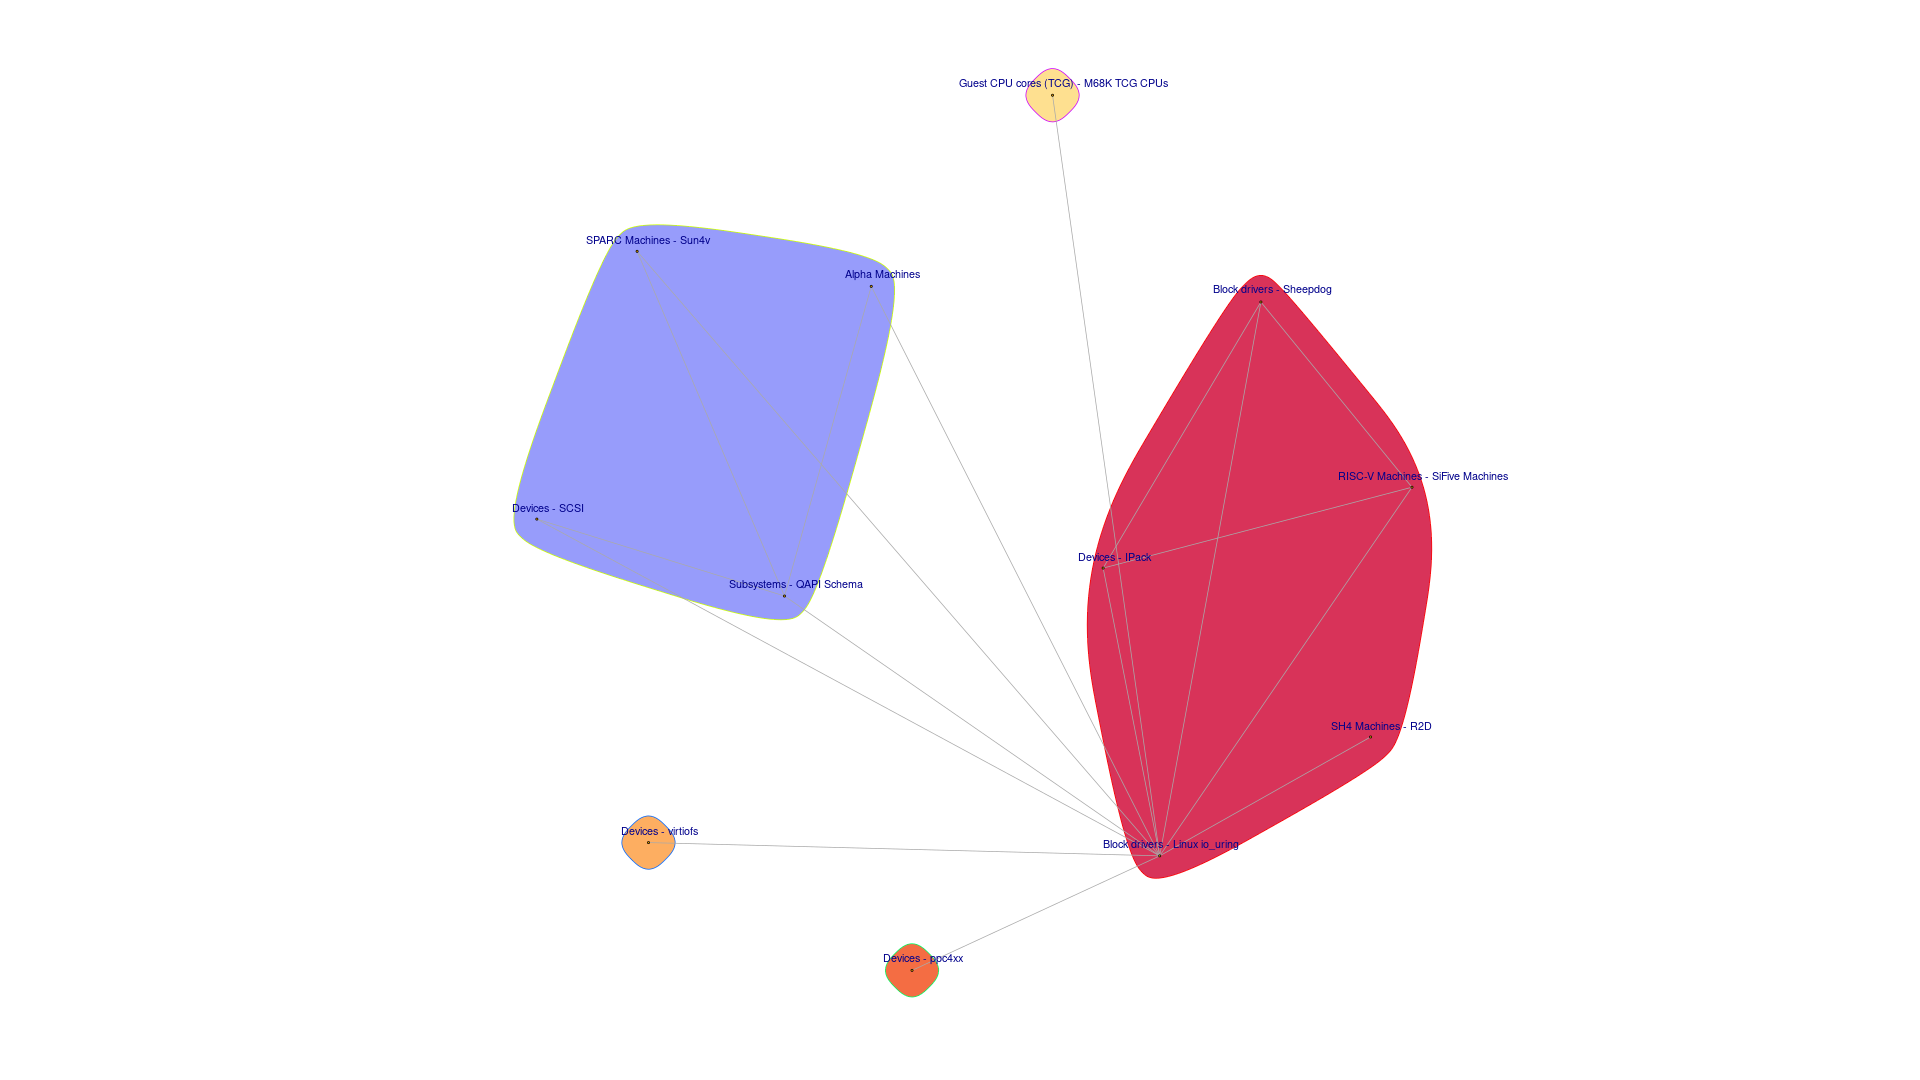 Guest CPU cores (TCG) - M68K TCG CPUs
SPARC Machines - Sun4v
Alpha Machines
Block drivers - Sheepdog
RISC-V Machines - SiFive Machines
Devices - SCSI
Devices - IPack
Subsystems - QAPI Schema
SH4 Machines - R2D
Devices - virtiofs
Block drivers - Linux io_uring
Devices - ppc4xx